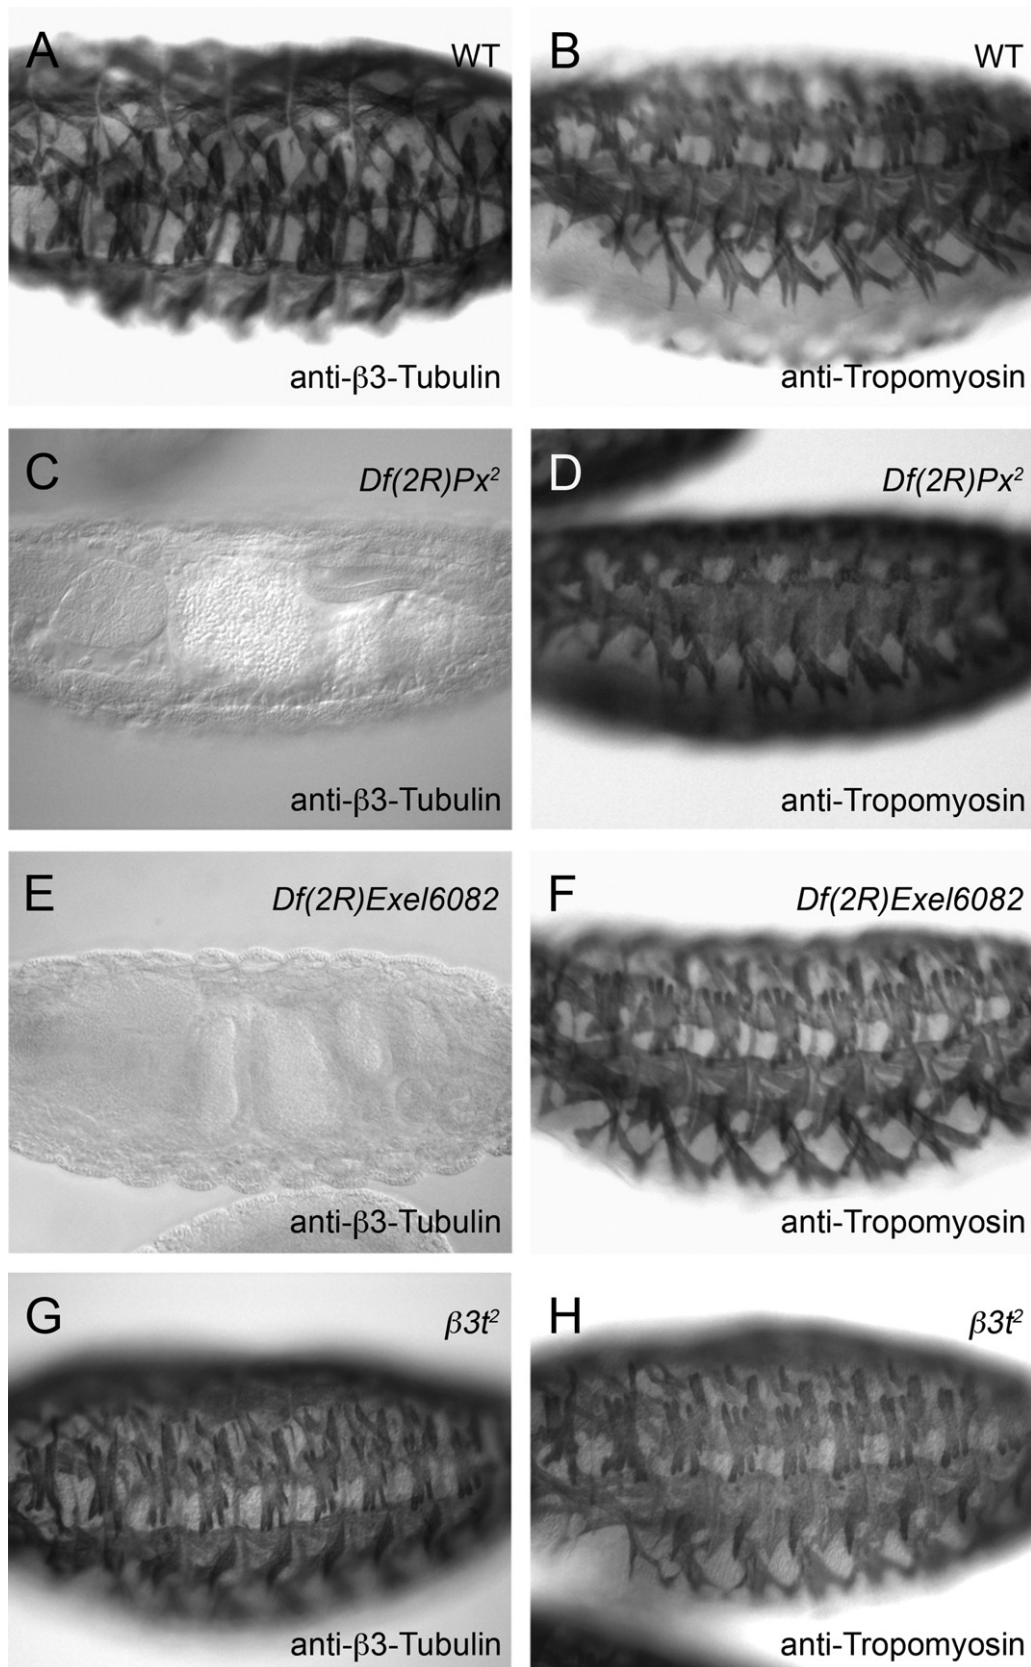 A
WT
anti-β3-Tubulin
B
WT
anti-Tropomyosin
C
Df(2R)Px²
anti-β3-Tubulin
D
Df(2R)Px²
anti-Tropomyosin
E
Df(2R)Exel6082
anti-β3-Tubulin
F
Df(2R)Exel6082
anti-Tropomyosin
G
β3t²
anti-β3-Tubulin
H
β3t²
anti-Tropomyosin